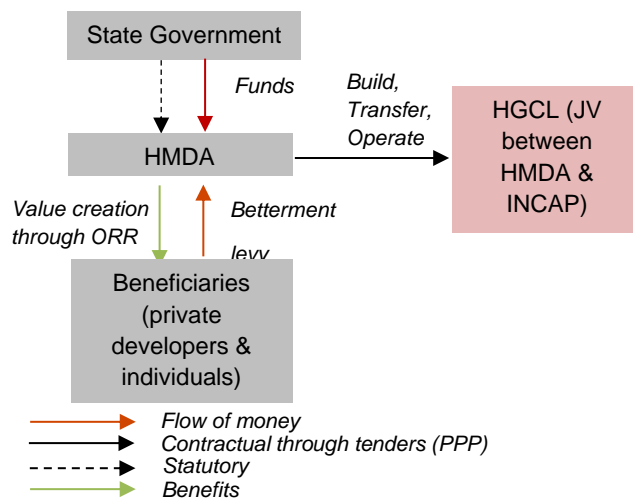 State Government
Funds
Build,
Transfer,
Operate
HGCL (JV
between
HMDA &
INCAP)
HMDA
Value creation
through ORR
Betterment
levy
Beneficiaries
(private
developers &
individuals)
Flow of money
Contractual through tenders (PPP)
Statutory
Benefits